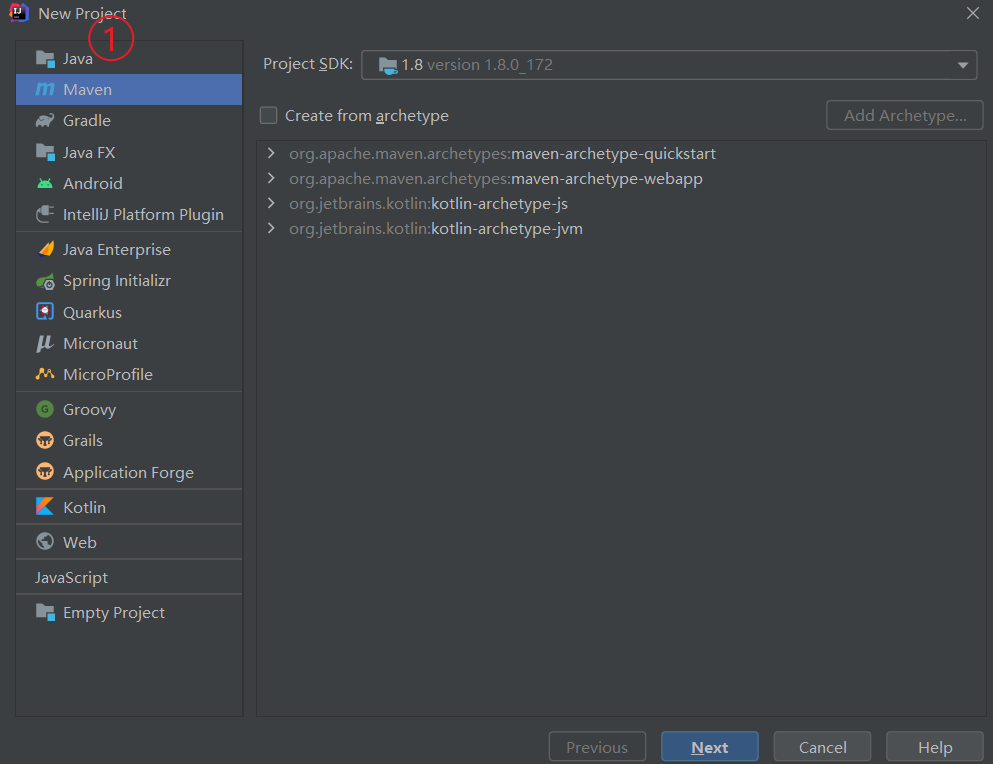 New Project
①
Java
Maven
Gradle
Java FX
Android
IntelliJ Platform Plugin
Java Enterprise
Spring Initializr
Quarkus
Micronaut
MicroProfile
Groovy
Grails
Application Forge
Kotlin
Web
JavaScript
Empty Project
Project SDK: 1.8 version 1.8.0_172
Create from archetype Add Archetype...
org.apache.maven.archetypes:maven-archetype-quickstart
org.apache.maven.archetypes:maven-archetype-webapp
org.jetbrains.kotlin:kotlin-archetype-js
org.jetbrains.kotlin:kotlin-archetype-jvm
Previous Next Cancel Help